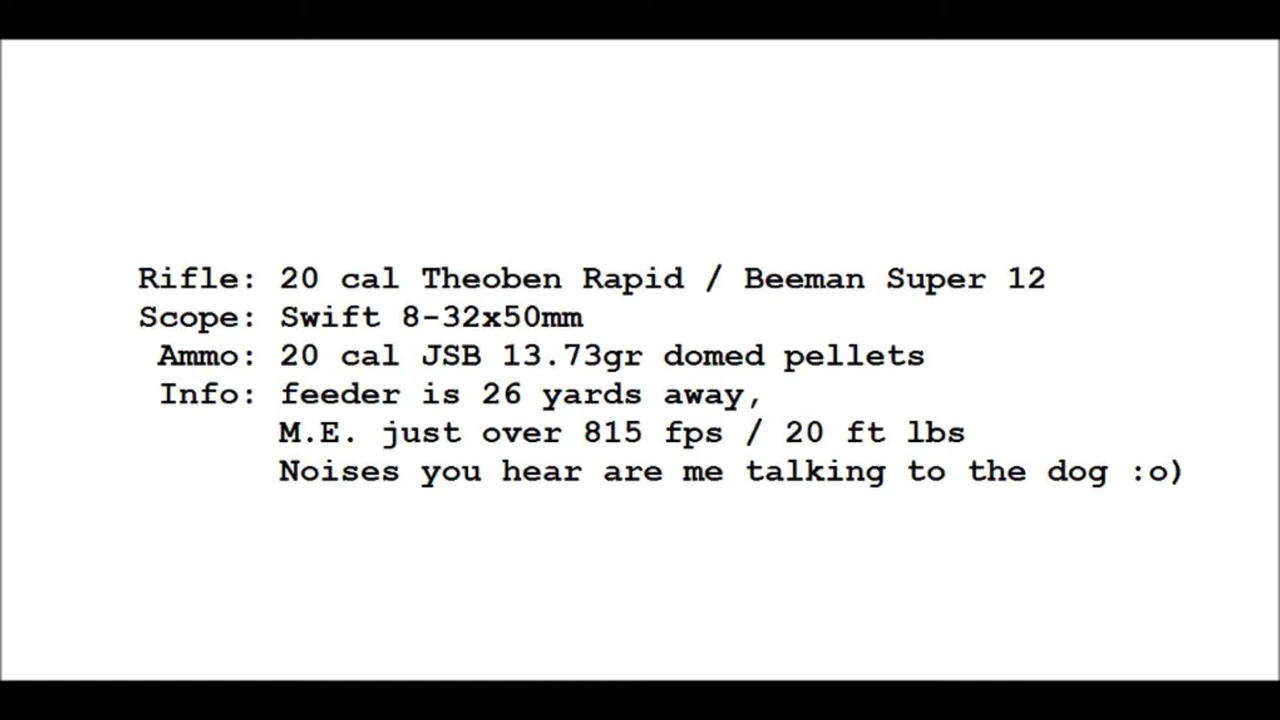 Rifle: 20 cal Theoben Rapid / Beeman Super 12
Scope: Swift 8-32x50mm
Ammo: 20 cal JSB 13.73gr domed pellets
Info: feeder is 26 yards away,
M.E. just over 815 fps / 20 ft lbs
Noises you hear are me talking to the dog :o)